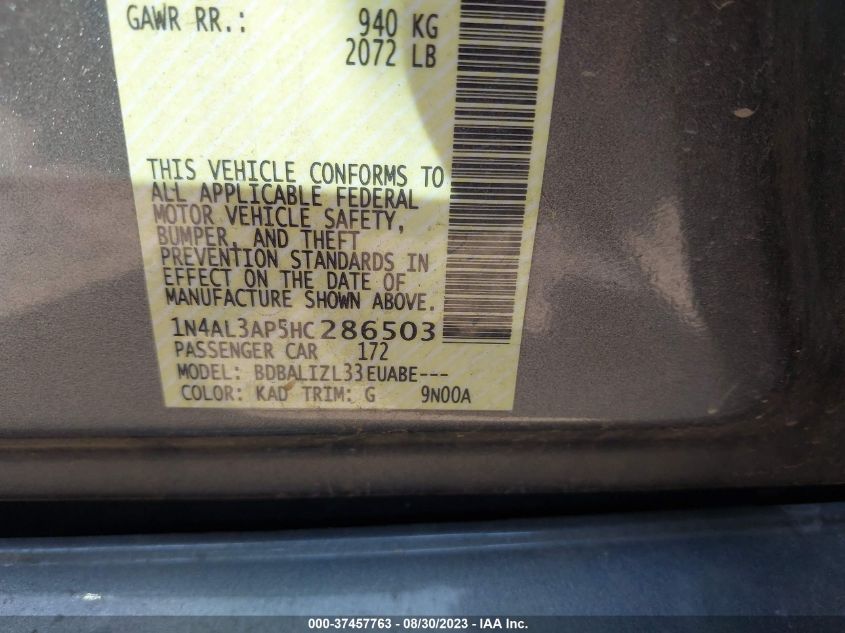 GAWR RR.: 940 KG
2072 LB
THIS VEHICLE CONFORMS TO
ALL APPLICABLE FEDERAL
MOTOR VEHICLE SAFETY,
BUMPER, AND THEFT
PREVENTION STANDARDS IN
EFFECT ON THE DATE OF
MANUFACTURE SHOWN ABOVE.
1N4AL3AP5HC286503
PASSENGER CAR 172
MODEL: BDBALIZL33EUABE---
COLOR: KAD TRIM: G 9N00A
000-37457763 - 08/30/2023 - IAA Inc.